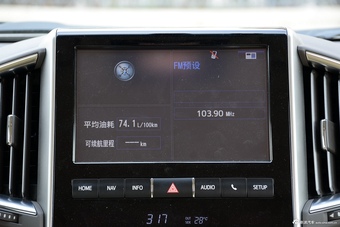 FM预设
平均油耗 74.1 L/100km
103.90 MHz
可续航里程 — km
HOME NAV INFO AUDIO SETUP
317 28°C